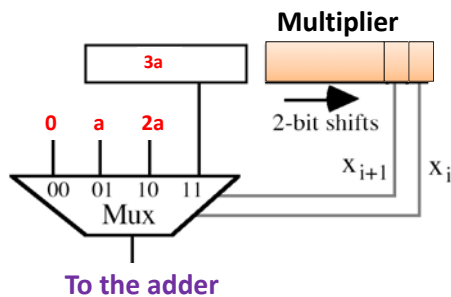 Multiplier
3a
2-bit shifts
0 a 2a
x i+1 x i
00 01 10 11
Mux
To the adder